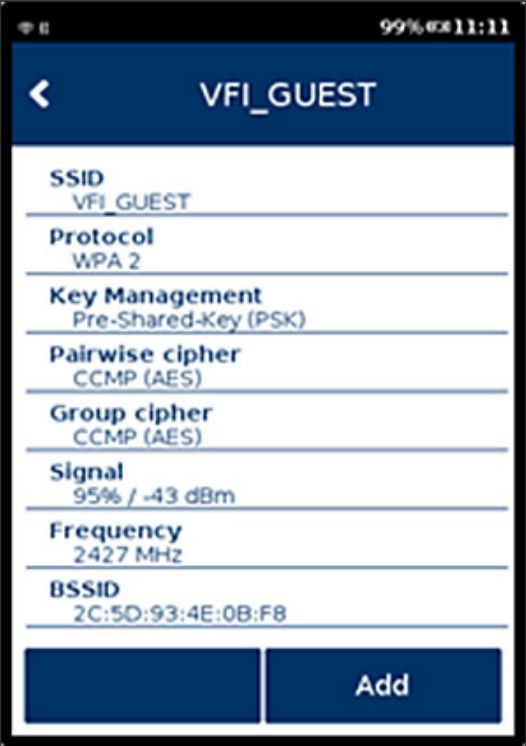 99% 11:11
VFI_GUEST
SSID
VFI_GUEST
Protocol
WPA 2
Key Management
Pre-Shared-Key (PSK)
Pairwise cipher
CCMP (AES)
Group cipher
CCMP (AES)
Signal
95% / -43 dBm
Frequency
2427 MHz
BSSID
2C:5D:93:4E:0B:F8
Add